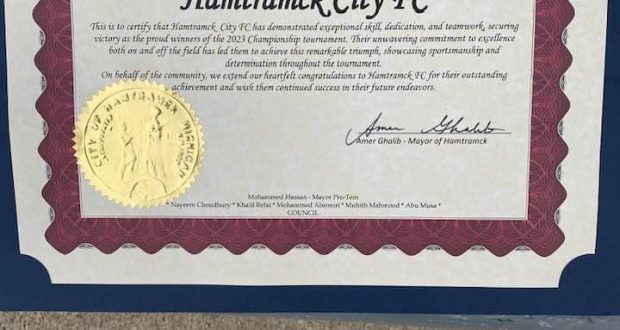 Hamtramck City FC
This is to certify that Hamtramck City FC has demonstrated exceptional skill, dedication, and teamwork, securing
victory as the proud winners of the 2023 Championship tournament. Their unwavering commitment to excellence
both on and off the field has led them to achieve this remarkable triumph, showcasing sportsmanship and
determination throughout the tournament.
On behalf of the community, we extend our heartfelt congratulations to Hamtramck FC for their outstanding
achievement and wish them continued success in their future endeavors.
CITY OF HAMTRAMCK MICHIGAN
Amer Ghalib
Amer Ghalib - Mayor of Hamtramck
Mohammed Hassan - Mayor Pro-Tem
* Nayeem Choudhury * Khalil Refai * Mohammed Alsomiri * Muhith Mahmood * Abu Musa *
COUNCIL